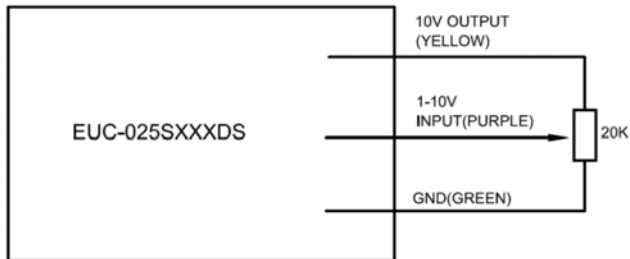 10V OUTPUT
(YELLOW)
1-10V
INPUT(PURPLE)
EUC-025SXXXDS
20K
GND(GREEN)